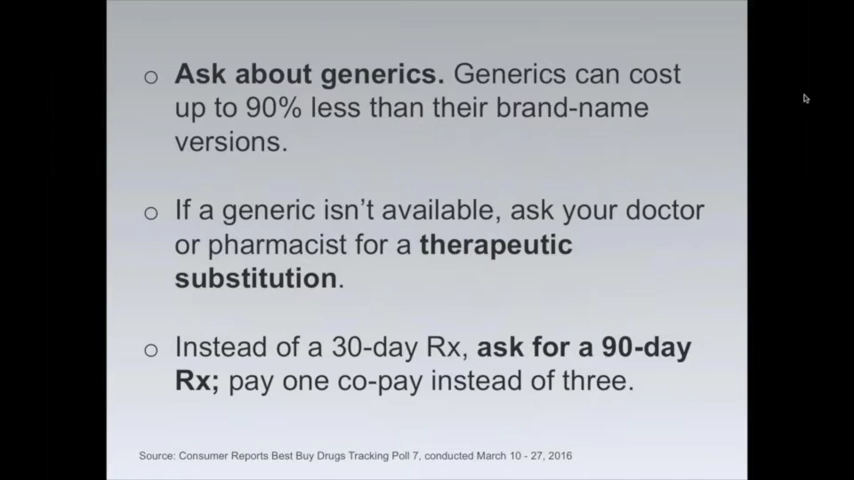 Ask about generics. Generics can cost
up to 90% less than their brand-name
versions.
If a generic isn't available, ask your doctor
or pharmacist for a therapeutic
substitution.
Instead of a 30-day Rx, ask for a 90-day
Rx; pay one co-pay instead of three.
Source: Consumer Reports Best Buy Drugs Tracking Poll 7, conducted March 10 - 27, 2016